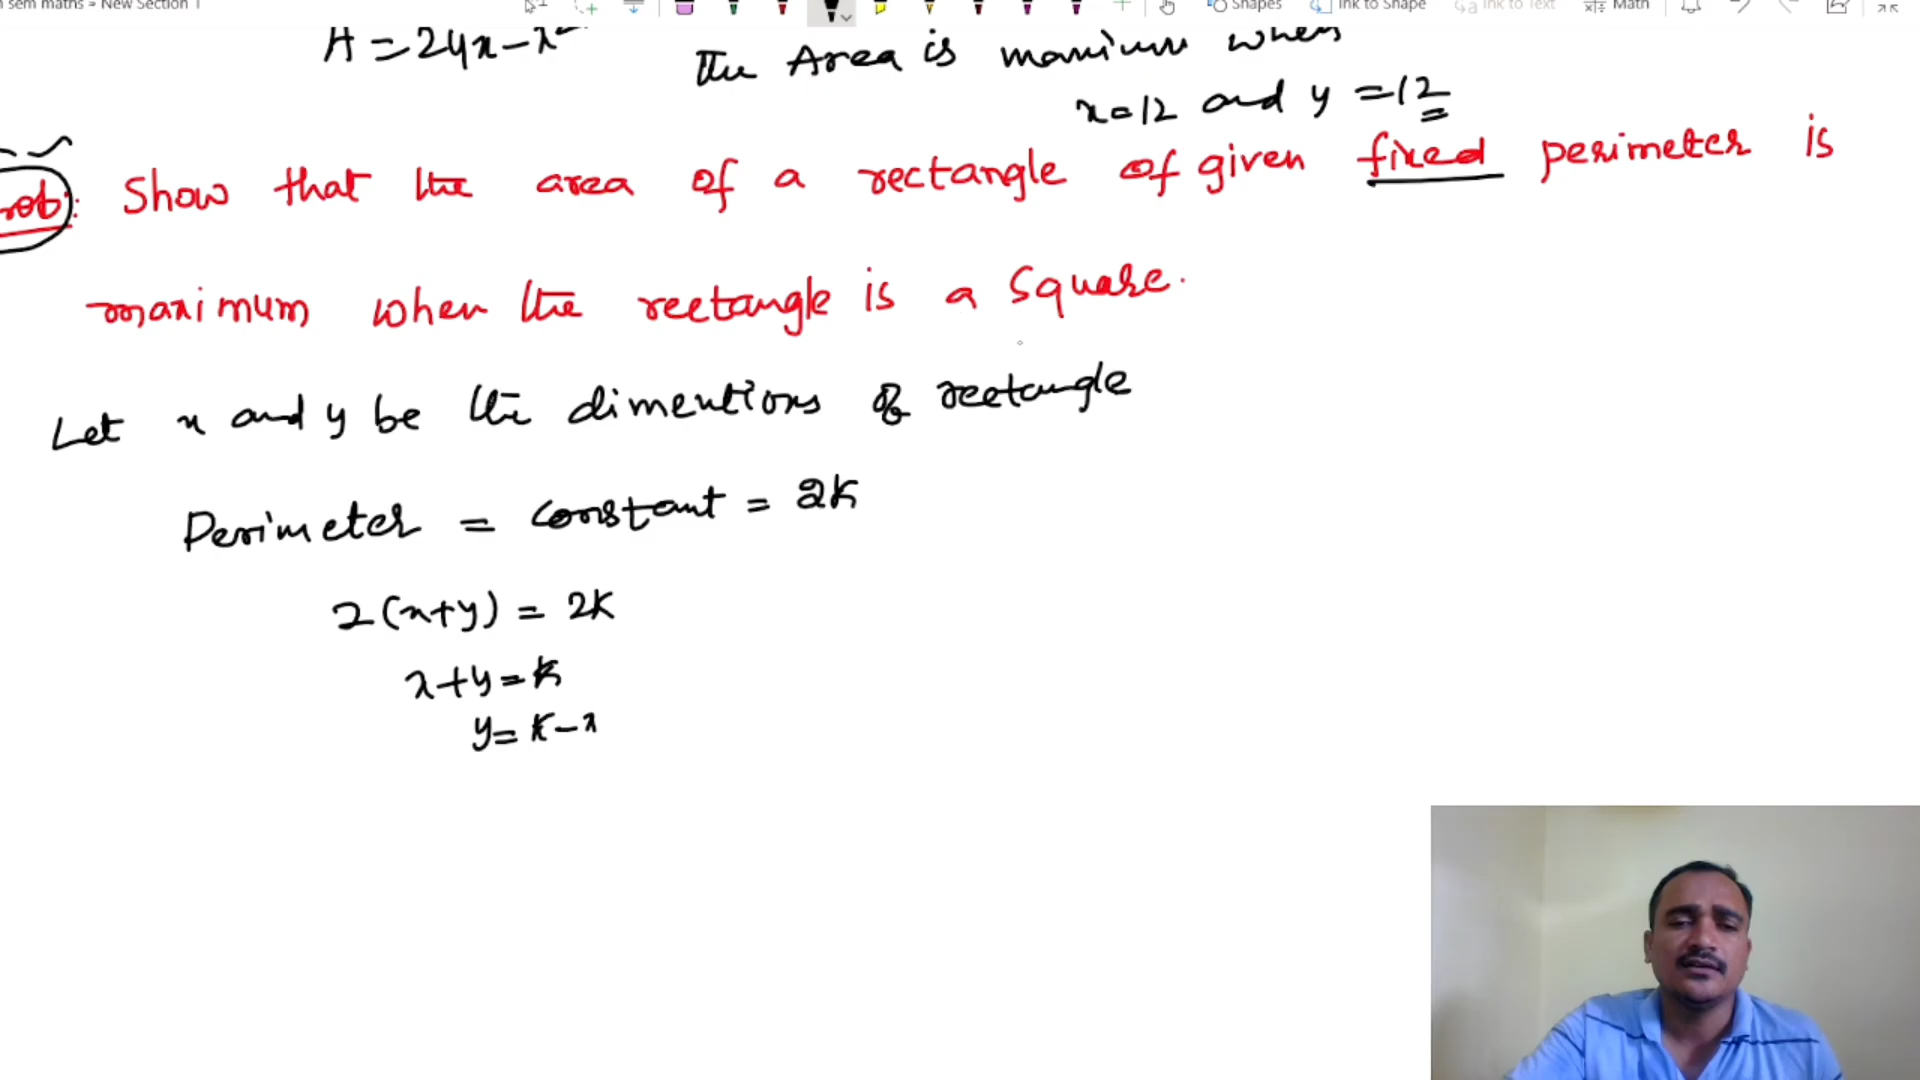 sem maths » New Section 1
Shapes Ink to Shape Ink to Text Math
A = 24x - x²
The Area is maximum when
x = 12 and y = 12
Prob: Show that the area of a rectangle of given fixed perimeter is
maximum when the rectangle is a Square.
Let x and y be the dimentions of rectangle
Perimeter = constant = 2k
2(x+y) = 2k
x+y = k
y = k - x